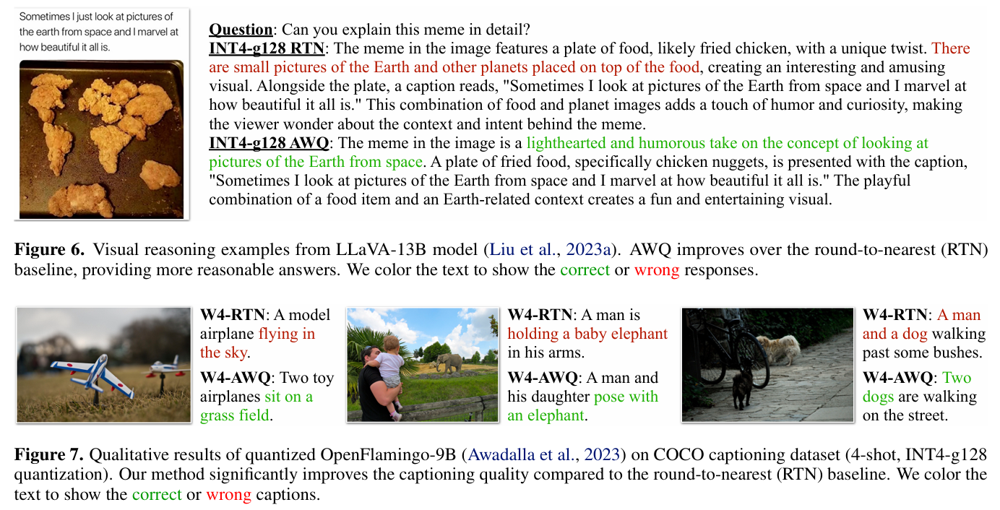 Sometimes I just look at pictures of
the earth from space and I marvel at
how beautiful it all is.
Question: Can you explain this meme in detail?
INT4-g128 RTN: The meme in the image features a plate of food, likely fried chicken, with a unique twist. There
are small pictures of the Earth and other planets placed on top of the food, creating an interesting and amusing
visual. Alongside the plate, a caption reads, "Sometimes I look at pictures of the Earth from space and I marvel at
how beautiful it all is." This combination of food and planet images adds a touch of humor and curiosity, making
the viewer wonder about the context and intent behind the meme.
INT4-g128 AWQ: The meme in the image is a lighthearted and humorous take on the concept of looking at
pictures of the Earth from space. A plate of fried food, specifically chicken nuggets, is presented with the caption,
"Sometimes I look at pictures of the Earth from space and I marvel at how beautiful it all is." The playful
combination of a food item and an Earth-related context creates a fun and entertaining visual.
Figure 6. Visual reasoning examples from LLaVA-13B model (Liu et al., 2023a). AWQ improves over the round-to-nearest (RTN)
baseline, providing more reasonable answers. We color the text to show the correct or wrong responses.
W4-RTN: A model
airplane flying in
the sky.
W4-AWQ: Two toy
airplanes sit on a
grass field.
W4-RTN: A man is
holding a baby elephant
in his arms.
W4-AWQ: A man and
his daughter pose with
an elephant.
W4-RTN: A man
and a dog walking
past some bushes.
W4-AWQ: Two
dogs are walking
on the street.
Figure 7. Qualitative results of quantized OpenFlamingo-9B (Awadalla et al., 2023) on COCO captioning dataset (4-shot, INT4-g128
quantization). Our method significantly improves the captioning quality compared to the round-to-nearest (RTN) baseline. We color the
text to show the correct or wrong captions.